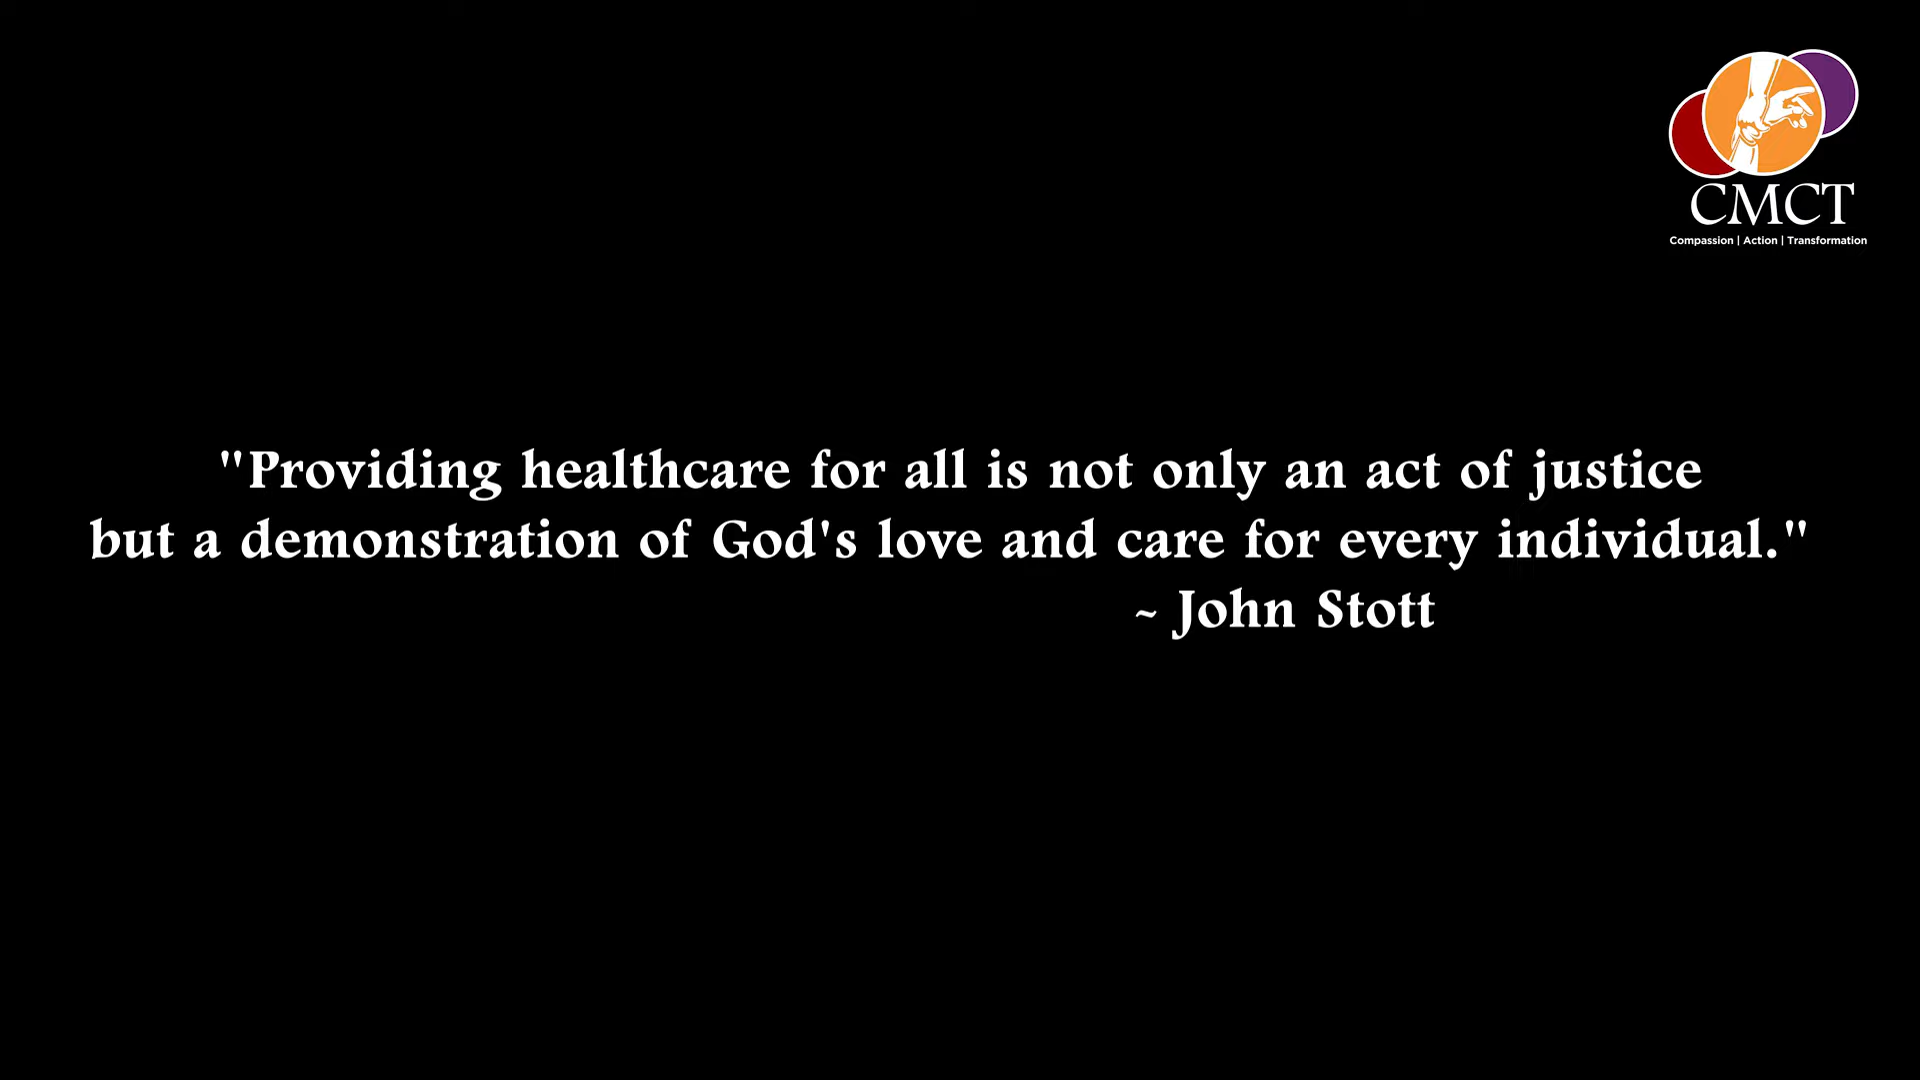 CMCT
Compassion | Action | Transformation
"Providing healthcare for all is not only an act of justice
but a demonstration of God's love and care for every individual."
~ John Stott